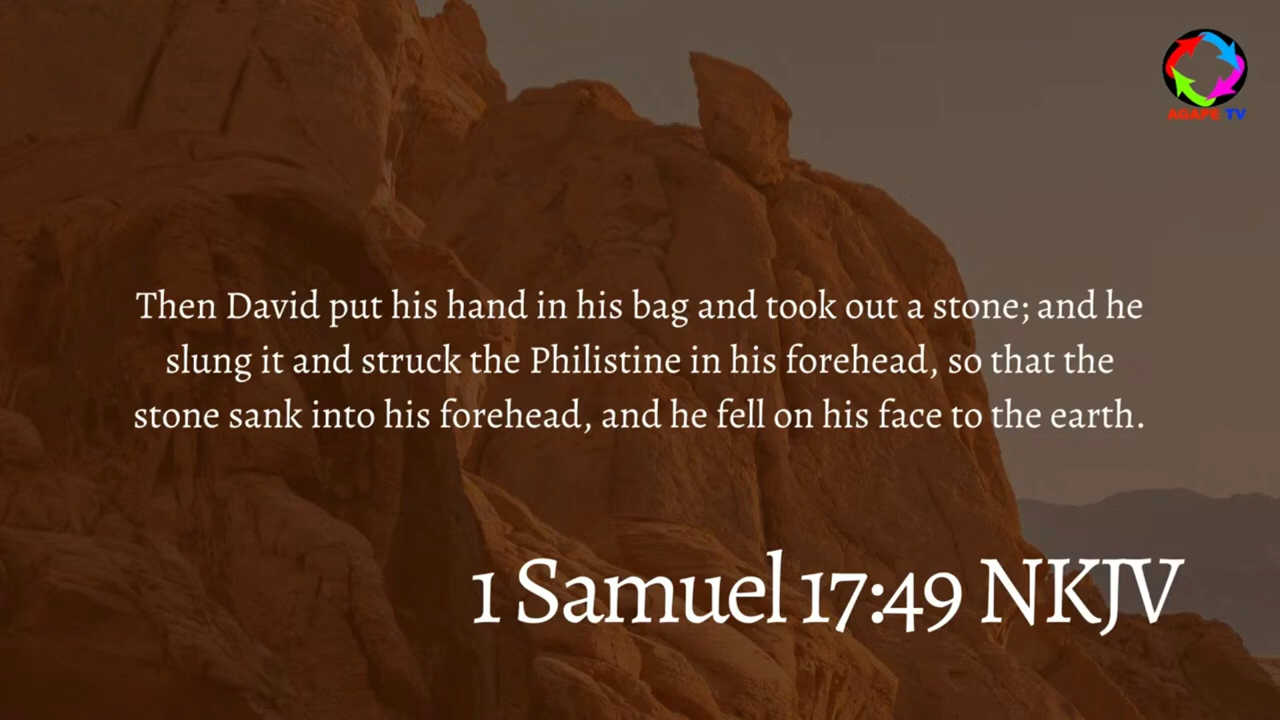 AGAPE TV
Then David put his hand in his bag and took out a stone; and he
slung it and struck the Philistine in his forehead, so that the
stone sank into his forehead, and he fell on his face to the earth.
1 Samuel 17:49 NKJV